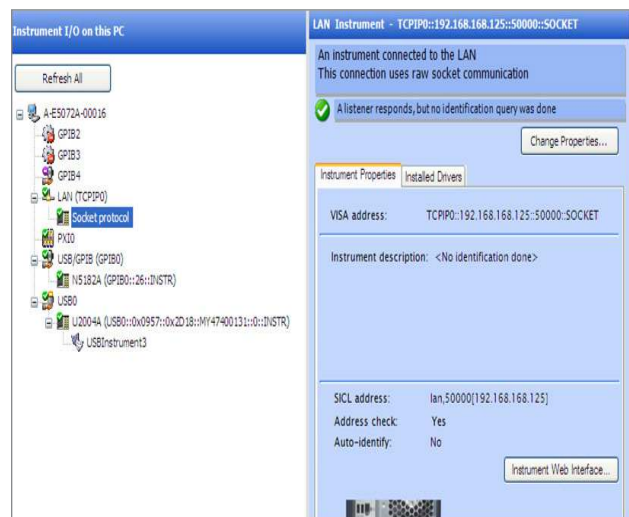 Instrument I/O on this PC
Refresh All
A-E5072A-00016
GPIB2
GPIB3
GPIB4
LAN (TCPIP0)
Socket protocol
PXI0
USB/GPIB (GPIB0)
N5182A (GPIB0::26::INSTR)
USB0
U2004A (USB0::0x0957::0x2D18::MY47400131::0::INSTR)
USBInstrument3
LAN Instrument - TCPIP0::192.168.168.125::50000::SOCKET
An instrument connected to the LAN
This connection uses raw socket communication
A listener responds, but no identification query was done
Change Properties...
Instrument Properties Installed Drivers
VISA address: TCPIP0::192.168.168.125::50000::SOCKET
Instrument description: <No identification done>
SICL address: lan,50000[192.168.168.125]
Address check: Yes
Auto-identify: No
Instrument Web Interface...